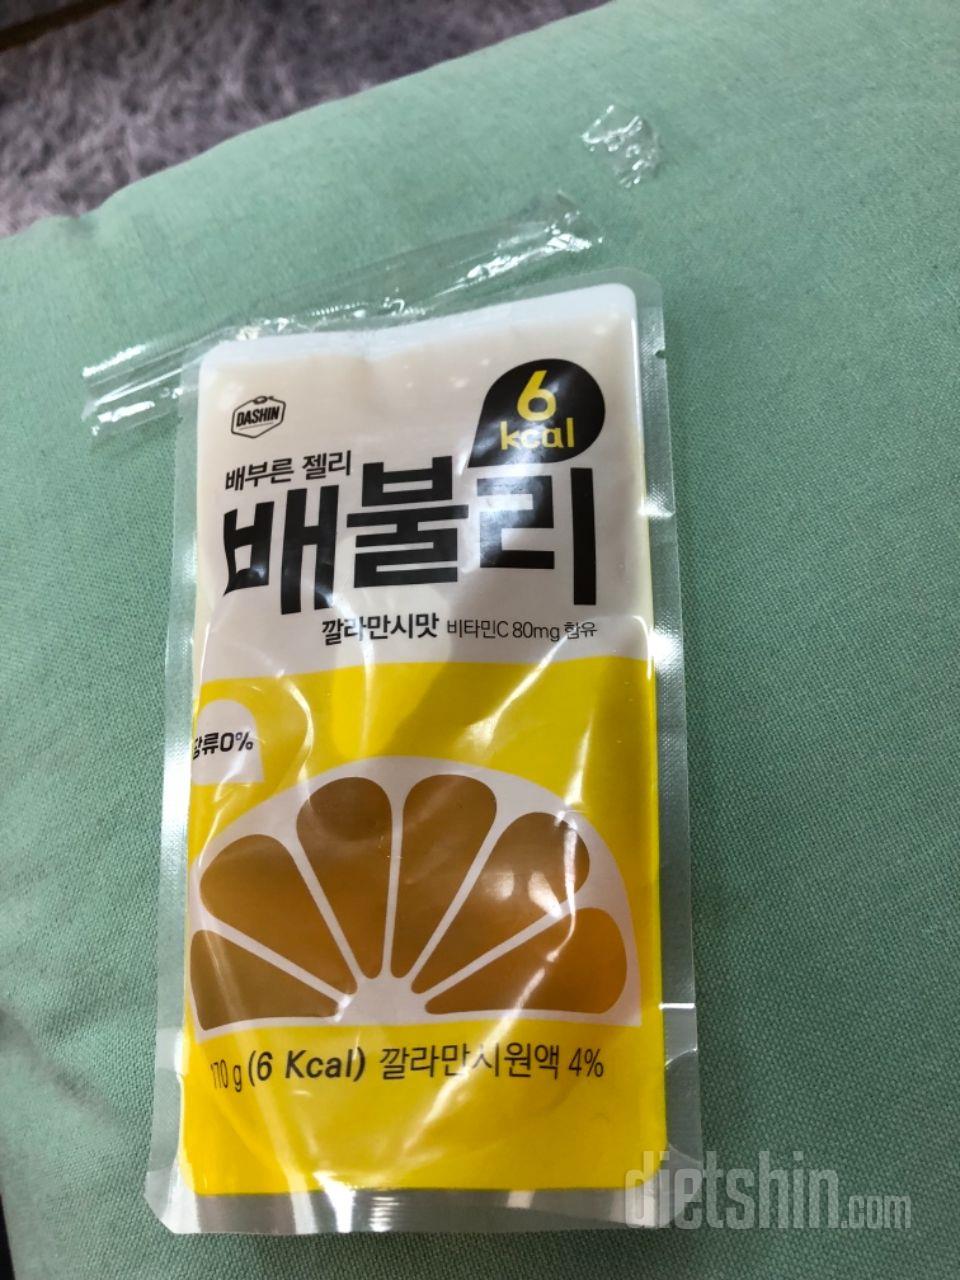 DASHIN
6
kcal
배부른 젤리
배불리
깔라만시맛 비타민C 80mg 함유
당류0%
170 g (6 Kcal) 깔라만시원액 4%
dietshin.com